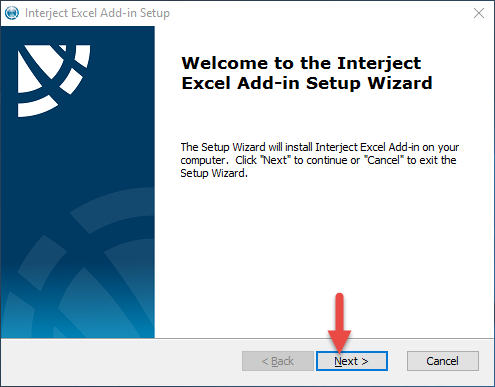 Interject Excel Add-in Setup
Welcome to the Interject
Excel Add-in Setup Wizard
The Setup Wizard will install Interject Excel Add-in on your
computer.  Click "Next" to continue or "Cancel" to exit the
Setup Wizard.
< Back
Next >
Cancel